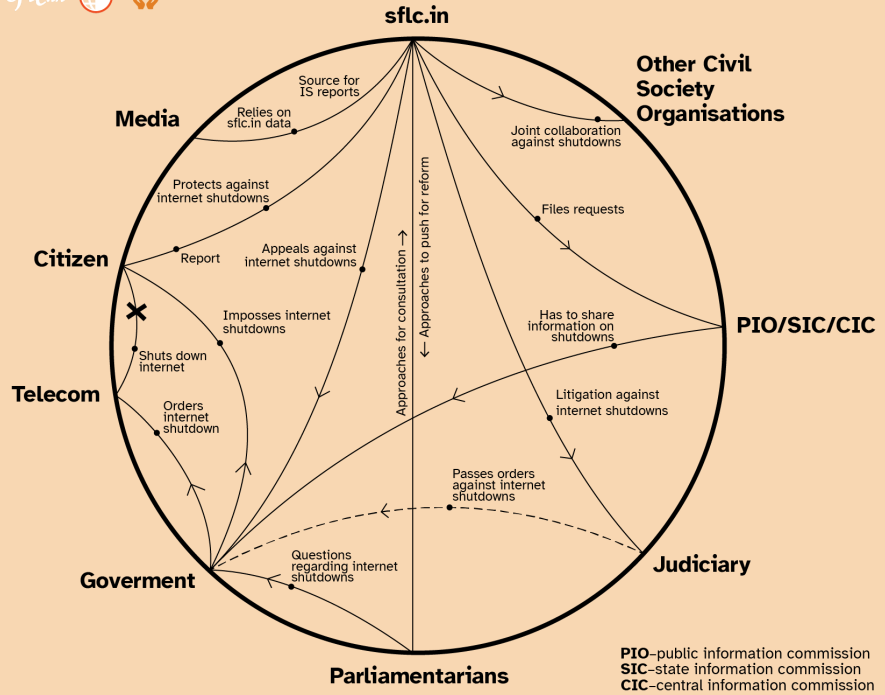 sflc.in
Other Civil
Society
Organisations
Source for
IS reports
Relies on
sflc.in data
Media
Joint collaboration
against shutdowns
Protects against
internet shutdowns
Files requests
Citizen
Report
Appeals against
internet shutdowns
Approaches for consultation →
← Approaches to push for reform
Imposses internet
shutdowns
Has to share
information on
shutdowns
PIO/SIC/CIC
Shuts down
internet
Telecom
Orders
internet
shutdown
Litigation against
internet shutdowns
Passes orders
against internet
shutdowns
Questions
regarding internet
shutdowns
Goverment
Judiciary
Parliamentarians
PIO–public information commission
SIC–state information commission
CIC–central information commission